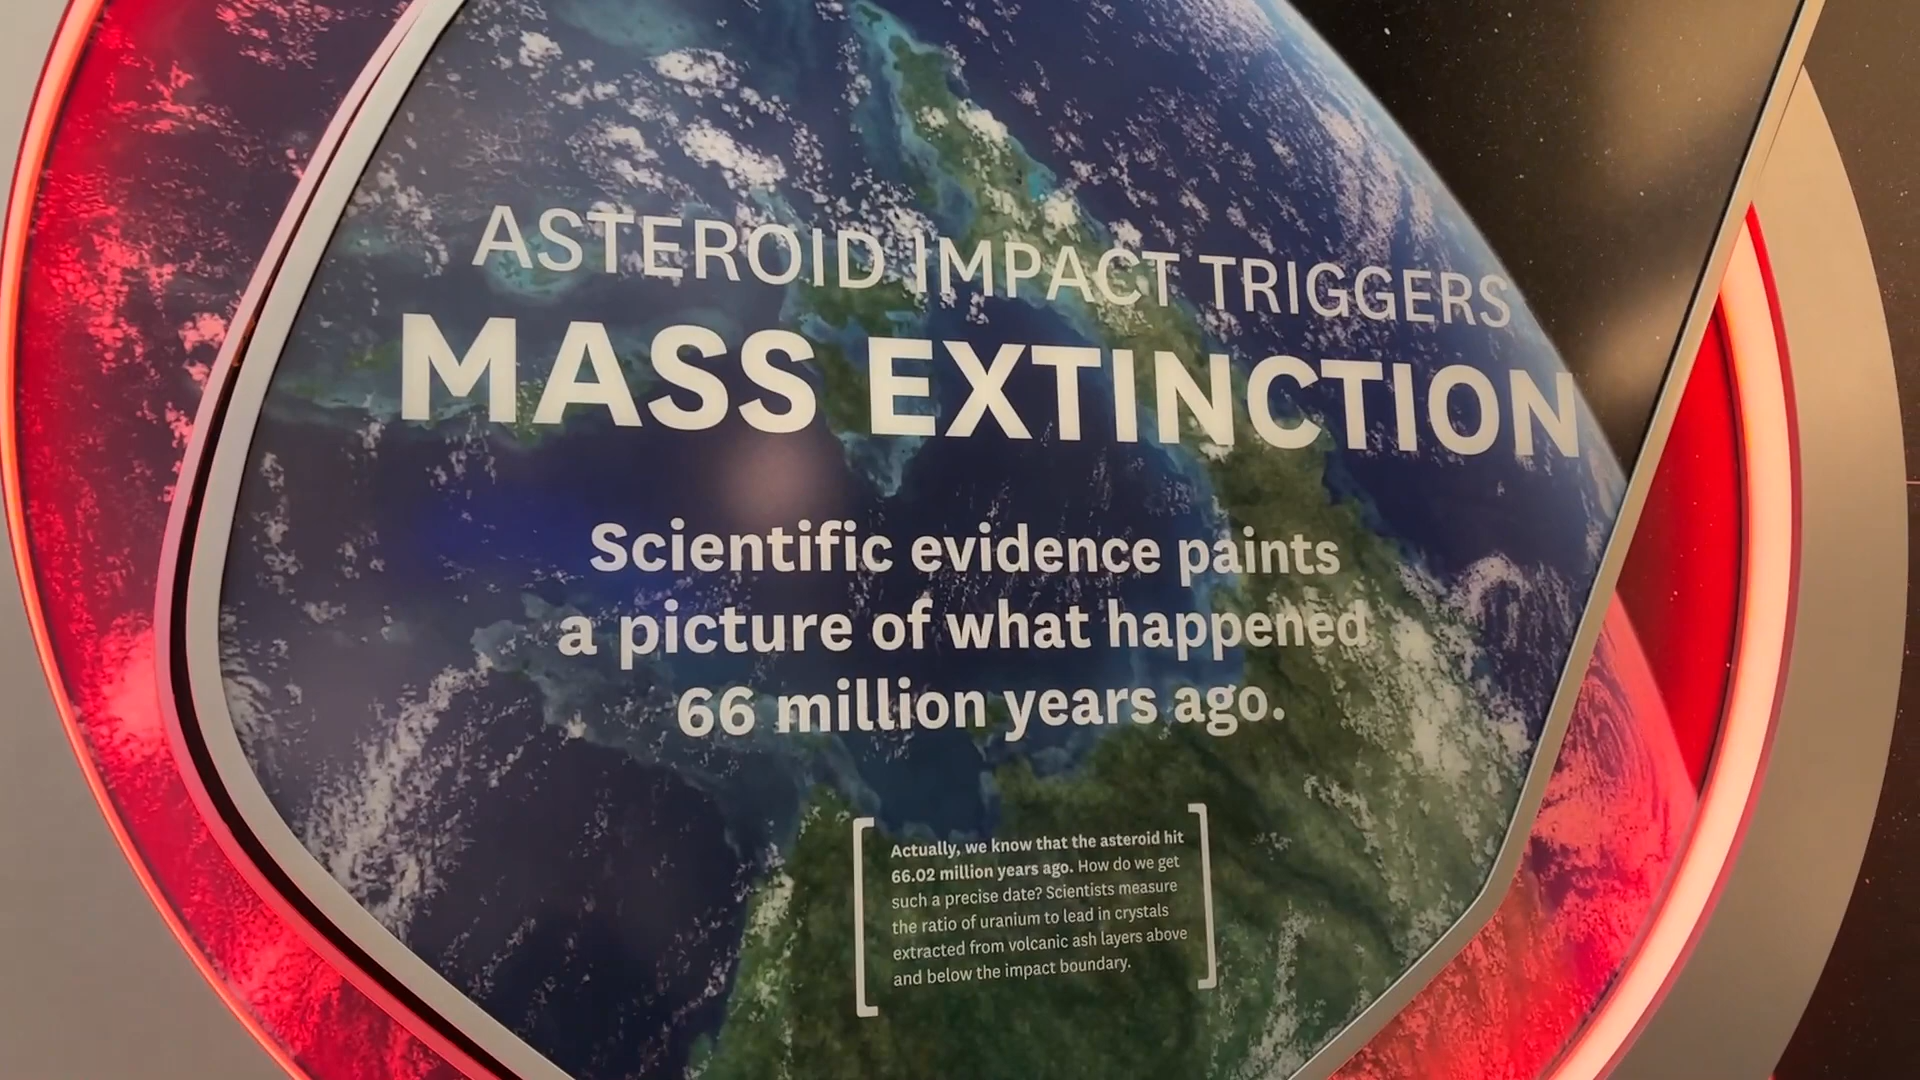 ASTEROID IMPACT TRIGGERS
MASS EXTINCTION
Scientific evidence paints
a picture of what happened
66 million years ago.
Actually, we know that the asteroid hit
66.02 million years ago. How do we get
such a precise date? Scientists measure
the ratio of uranium to lead in crystals
extracted from volcanic ash layers above
and below the impact boundary.